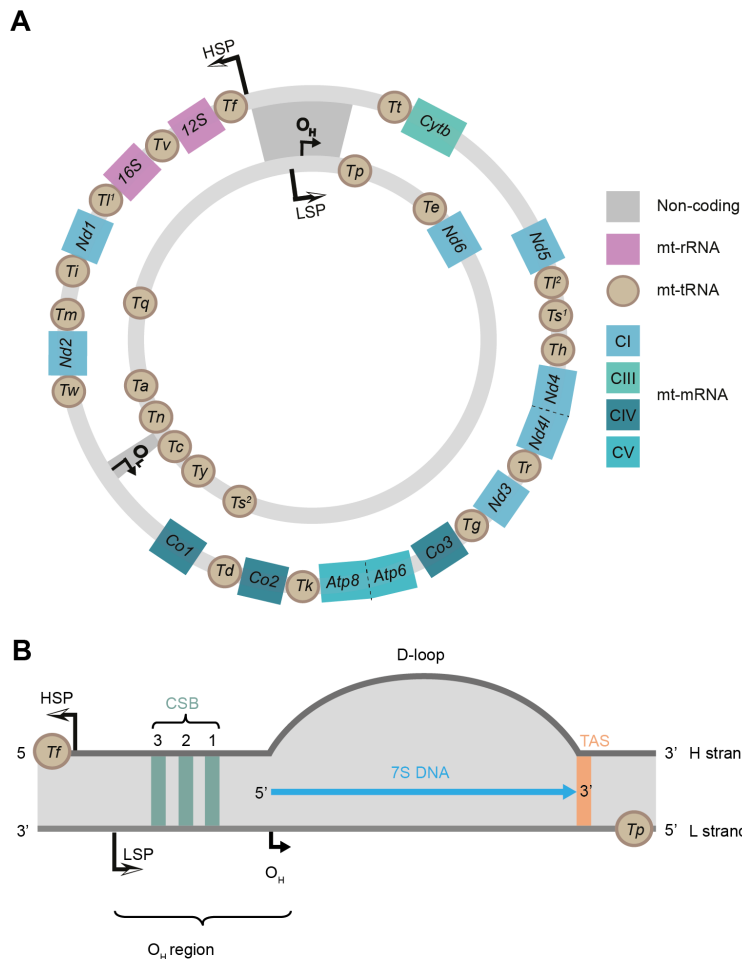 A
HSP
Tf
12S
Tv
16S
Tl¹
Nd1
Ti
Tm
Nd2
Tw
OH
LSP
Tp
Te
Nd6
Tt
Cytb
Nd5
Tl²
Ts¹
Th
Nd4
Nd4l
Tr
Nd3
Tg
Co3
Atp6
Atp8
Tk
Co2
Td
Co1
Tq
Ta
Tn
Tc
Ty
Ts²
OL
Non-coding
mt-rRNA
mt-tRNA
CI
CIII
mt-mRNA
CIV
CV
B
D-loop
HSP
CSB
3 2 1
TAS
5
Tf
3’
H stran
7S DNA
5’
3’
3’
Tp
5’
L strand
LSP
OH
OH region